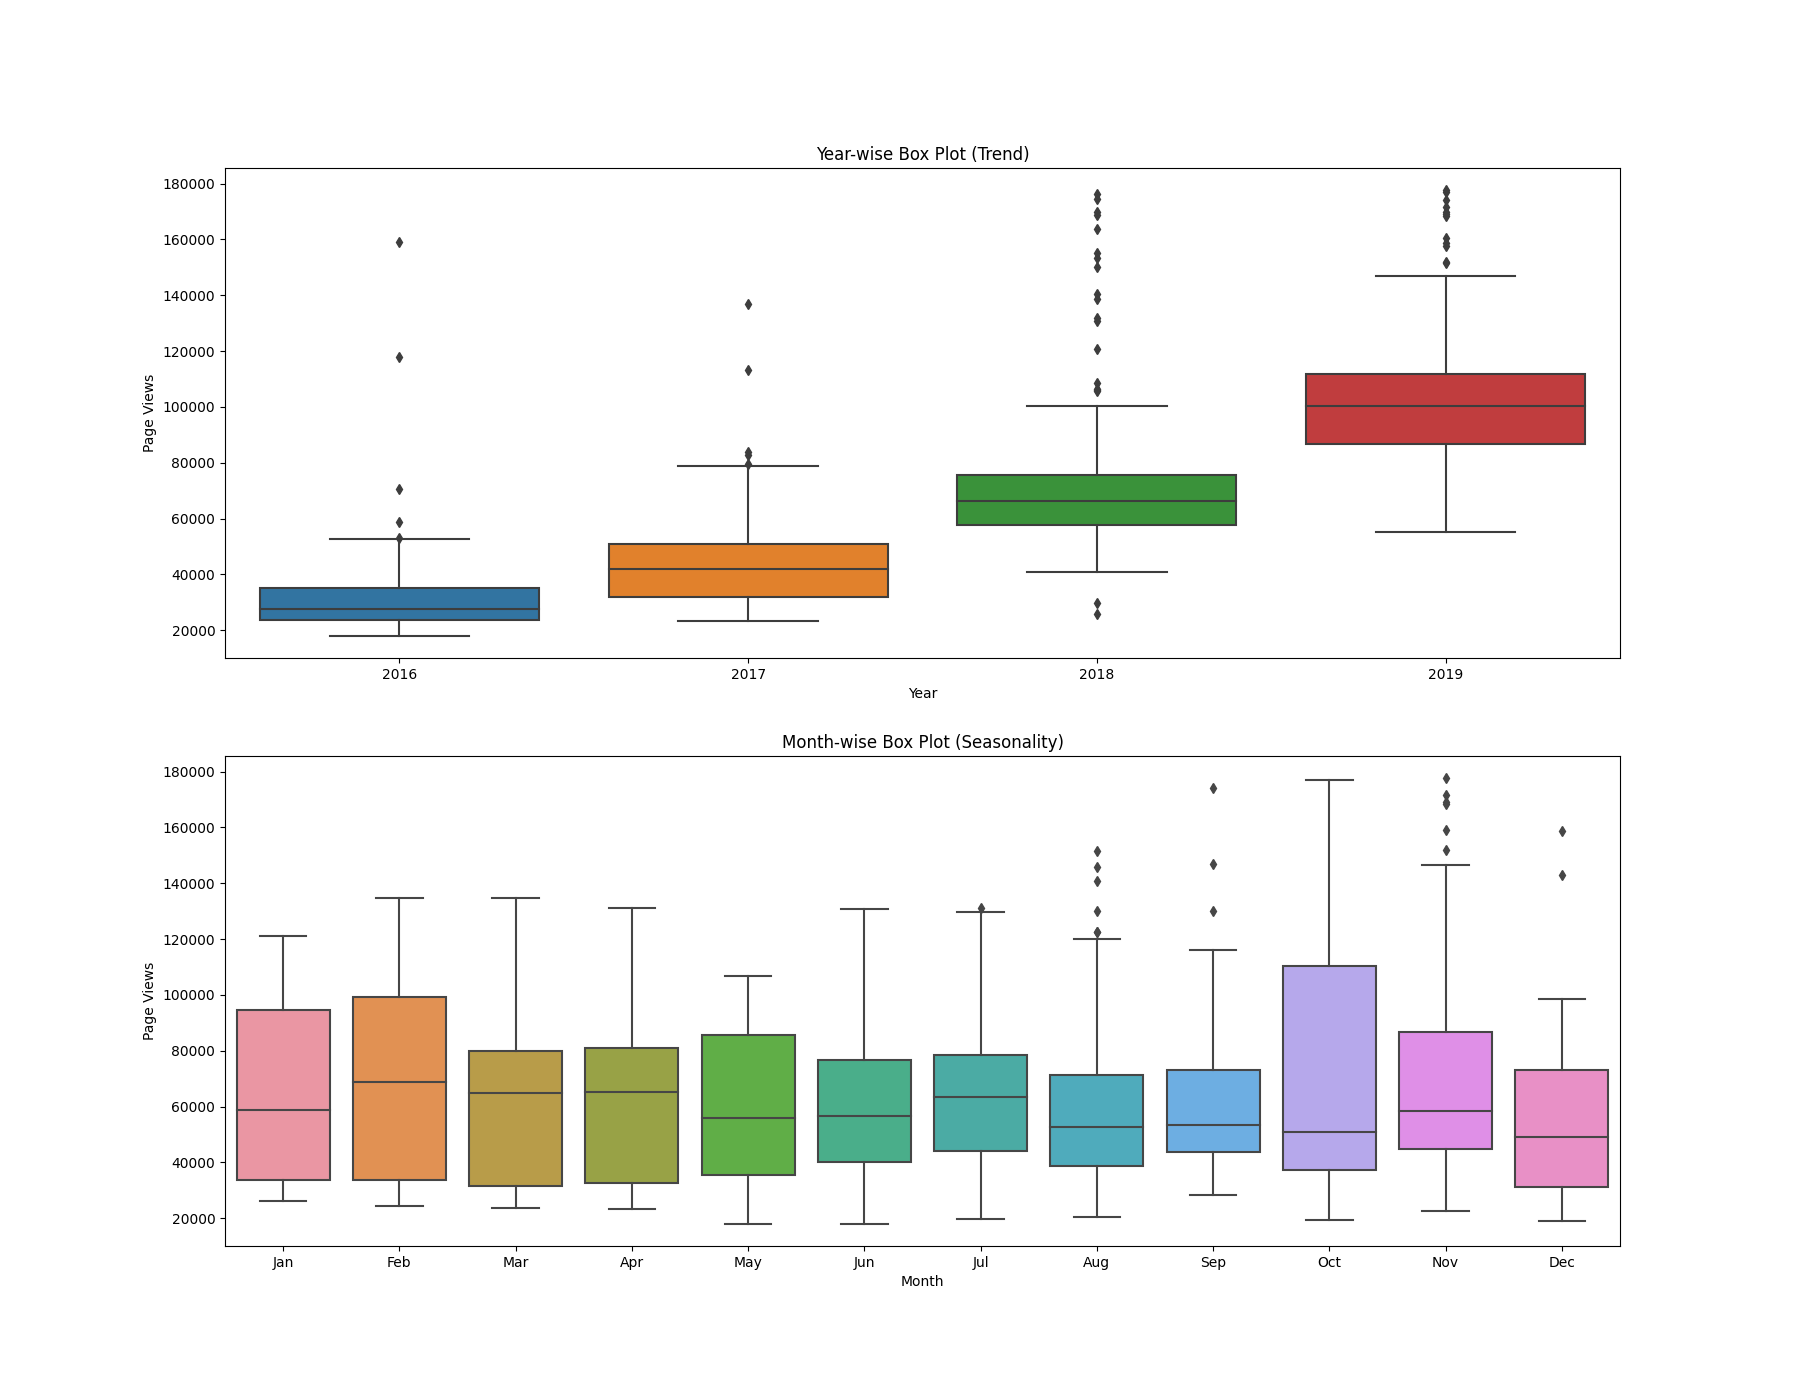 Year-wise Box Plot (Trend)
180000
160000
140000
120000
100000
80000
60000
40000
20000
Page Views
2016 2017 2018 2019
Year
Month-wise Box Plot (Seasonality)
180000
160000
140000
120000
100000
80000
60000
40000
20000
Page Views
Jan Feb Mar Apr May Jun Jul Aug Sep Oct Nov Dec
Month